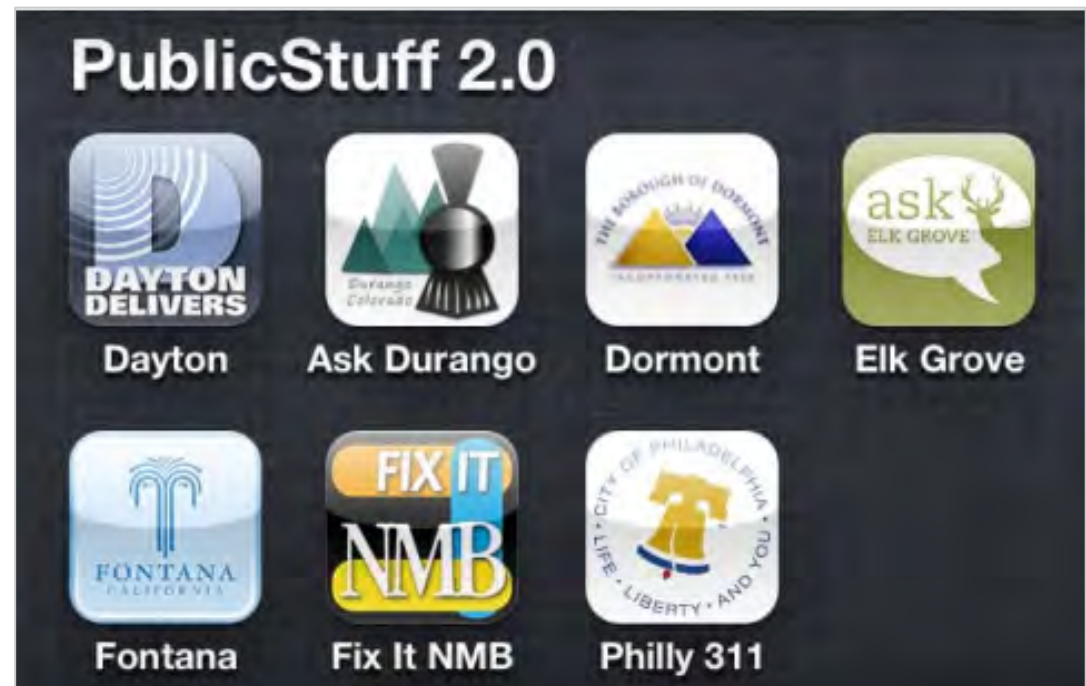 PublicStuff 2.0
DAYTON
DELIVERS
Dayton
Durango
Colorado
Ask Durango
THE BOROUGH OF DORMONT
INCORPORATED
Dormont
ask
ELK GROVE
Elk Grove
FONTANA
CALIFORNIA
Fontana
FIX IT
NMB
Fix It NMB
CITY OF PHILADELPHIA
• LIFE • LIBERTY • AND YOU •
Philly 311